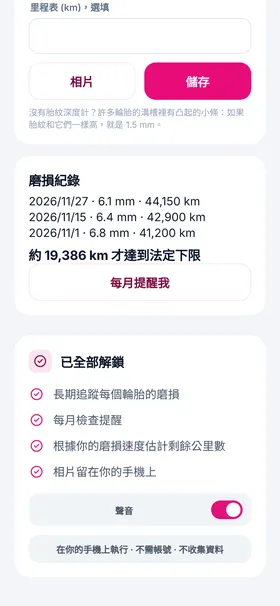 里程表 (km)，選填
相片
儲存
沒有胎紋深度計？許多輪胎的溝槽裡有凸起的小條：如果
胎紋和它們一樣高，就是 1.5 mm。
磨損紀錄
2026/11/27 · 6.1 mm · 44,150 km
2026/11/15 · 6.4 mm · 42,900 km
2026/11/1 · 6.8 mm · 41,200 km
約 19,386 km 才達到法定下限
每月提醒我
已全部解鎖
長期追蹤每個輪胎的磨損
每月檢查提醒
根據你的磨損速度估計剩餘公里數
相片留在你的手機上
聲音
在你的手機上執行 · 不需帳號 · 不收集資料